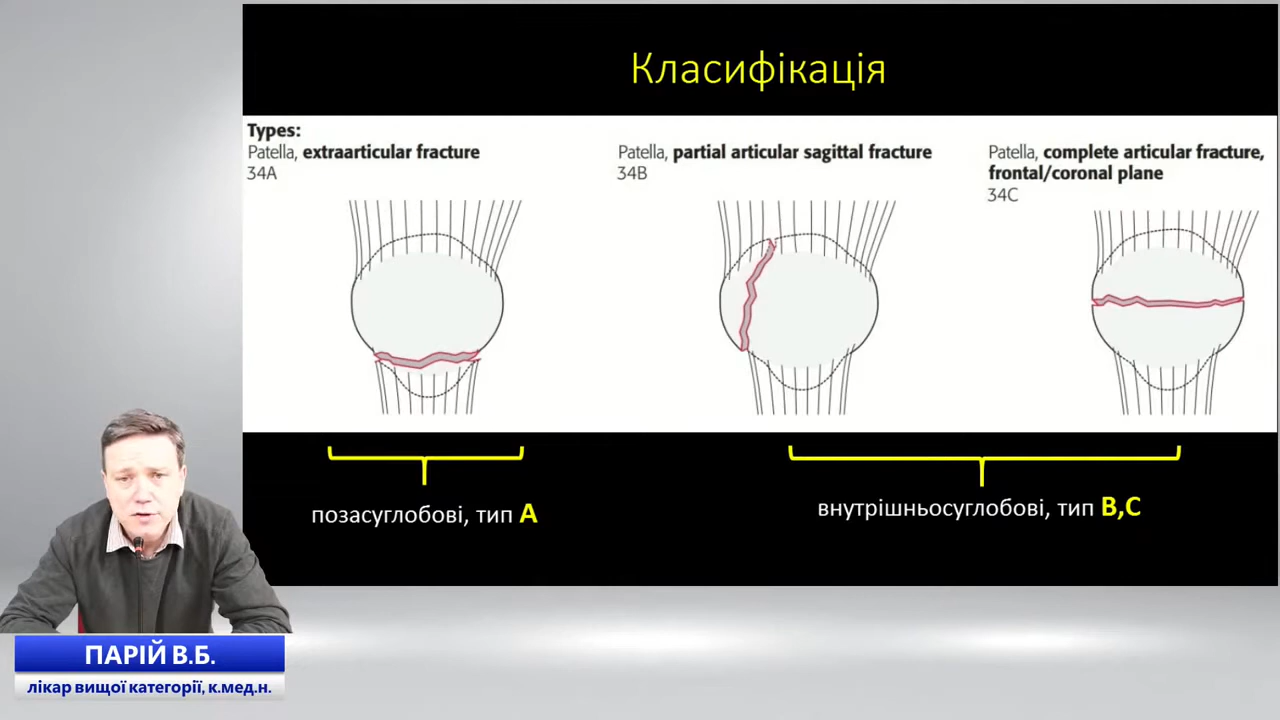 Класифікація
Types:
Patella, extraarticular fracture
34A
Patella, partial articular sagittal fracture
34B
Patella, complete articular fracture,
frontal/coronal plane
34C
позасуглобові, тип A
внутрішньосуглобові, тип B,C
ПАРІЙ В.Б.
лікар вищої категорії, к.мед.н.